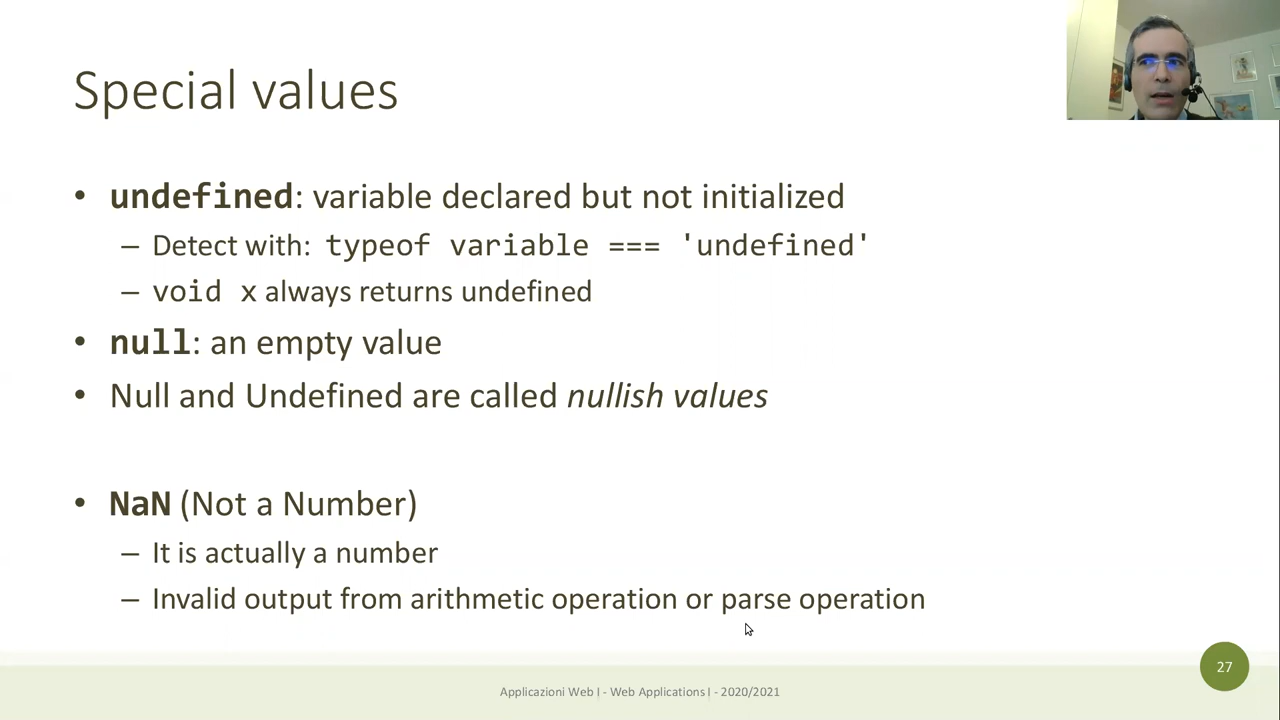 Special values
• undefined: variable declared but not initialized
– Detect with: typeof variable === 'undefined'
– void x always returns undefined
• null: an empty value
• Null and Undefined are called nullish values
• NaN (Not a Number)
– It is actually a number
– Invalid output from arithmetic operation or parse operation
27
Applicazioni Web I - Web Applications I - 2020/2021